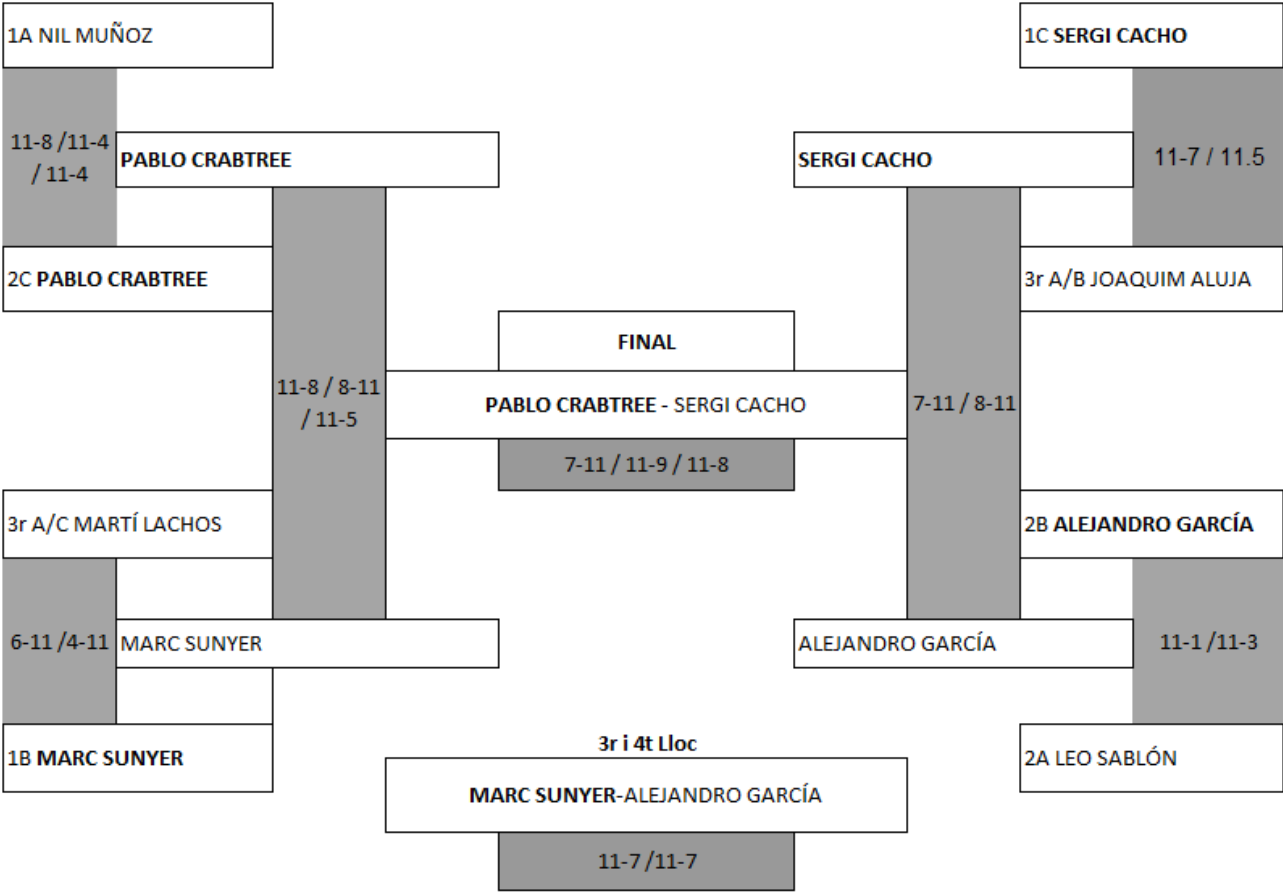 1A NIL MUÑOZ
1C SERGI CACHO
11-8 /11-4
/ 11-4
PABLO CRABTREE
SERGI CACHO
11-7 / 11.5
2C PABLO CRABTREE
3r A/B JOAQUIM ALUJA
FINAL
11-8 / 8-11
/ 11-5
PABLO CRABTREE - SERGI CACHO
7-11 / 8-11
7-11 / 11-9 / 11-8
3r A/C MARTÍ LACHOS
2B ALEJANDRO GARCÍA
6-11 /4-11
MARC SUNYER
ALEJANDRO GARCÍA
11-1 /11-3
1B MARC SUNYER
3r i 4t Lloc
2A LEO SABLÓN
MARC SUNYER-ALEJANDRO GARCÍA
11-7 /11-7